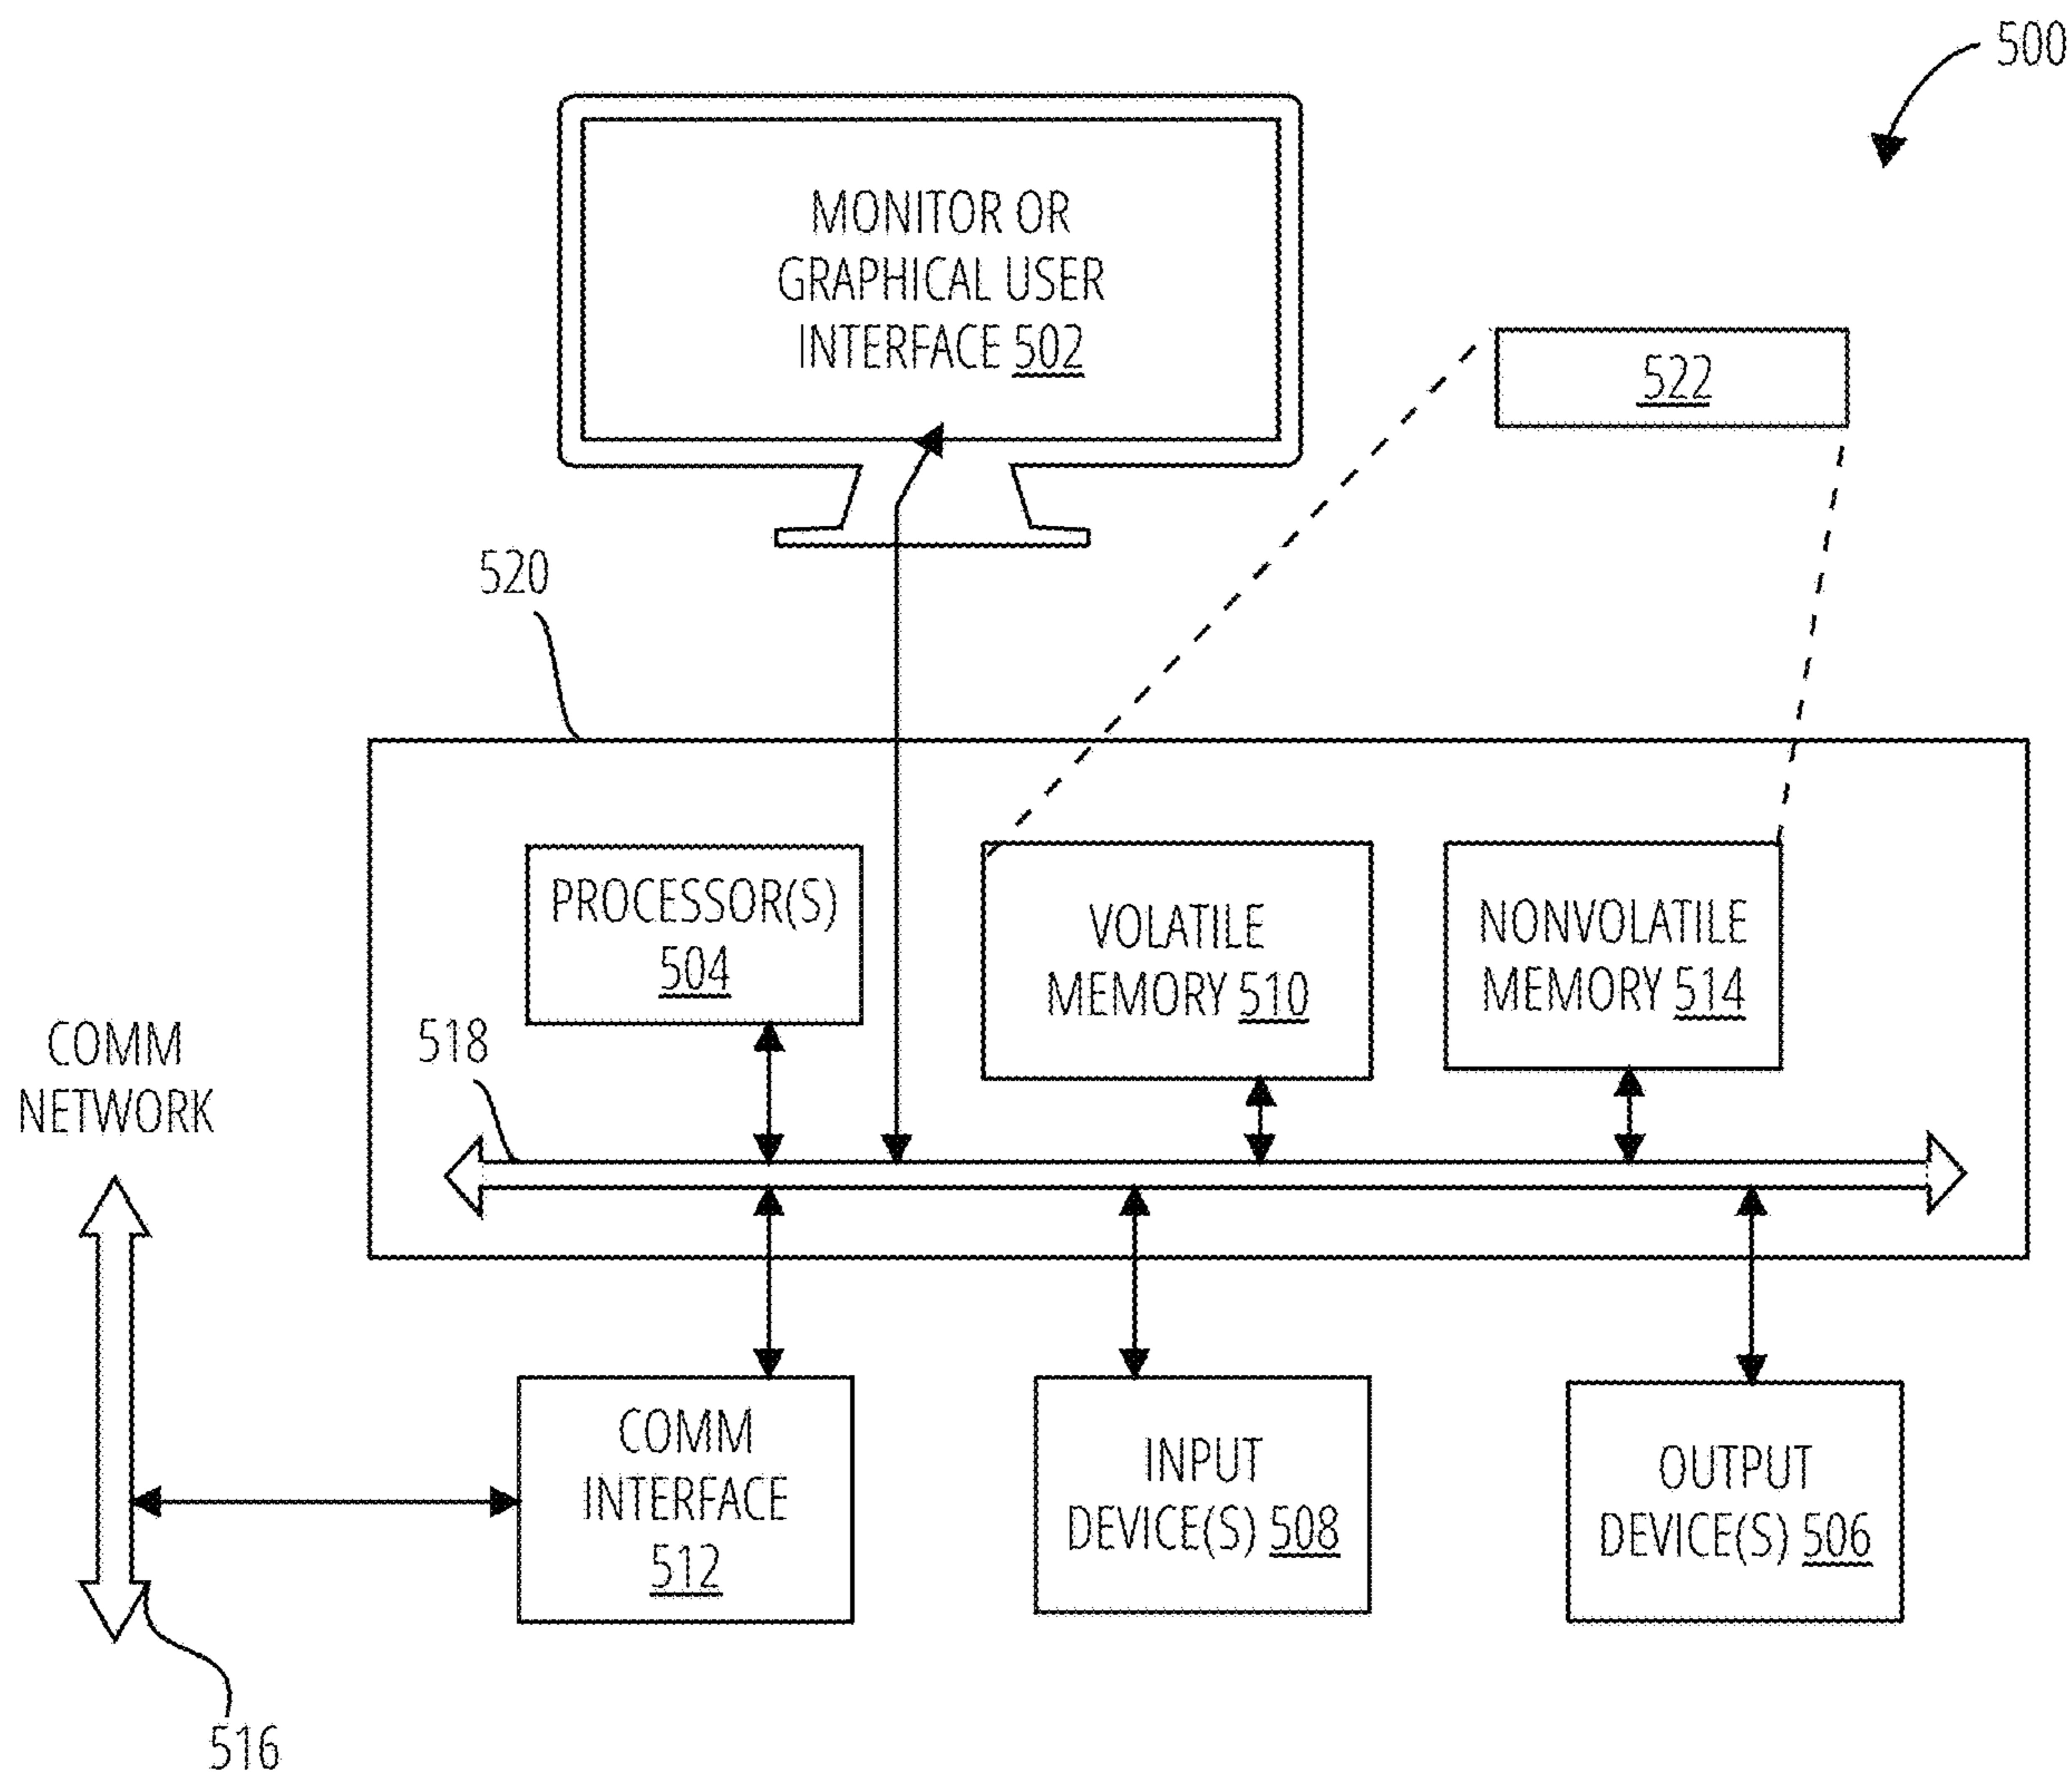 500
MONITOR OR
GRAPHICAL USER
INTERFACE 502
522
520
PROCESSOR(S)
504
VOLATILE
MEMORY 510
NONVOLATILE
MEMORY 514
518
COMM
NETWORK
COMM
INTERFACE
512
INPUT
DEVICE(S) 508
OUTPUT
DEVICE(S) 506
516